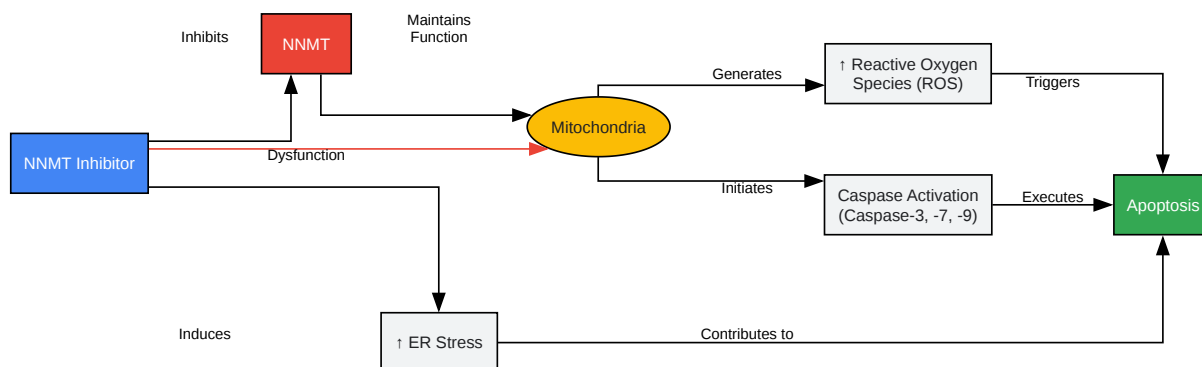 Inhibits
NNMT
Maintains
Function
Generates
↑ Reactive Oxygen
Species (ROS)
Triggers
Mitochondria
NNMT Inhibitor
Dysfunction
Initiates
Caspase Activation
(Caspase-3, -7, -9)
Executes
Apoptosis
Induces
↑ ER Stress
Contributes to